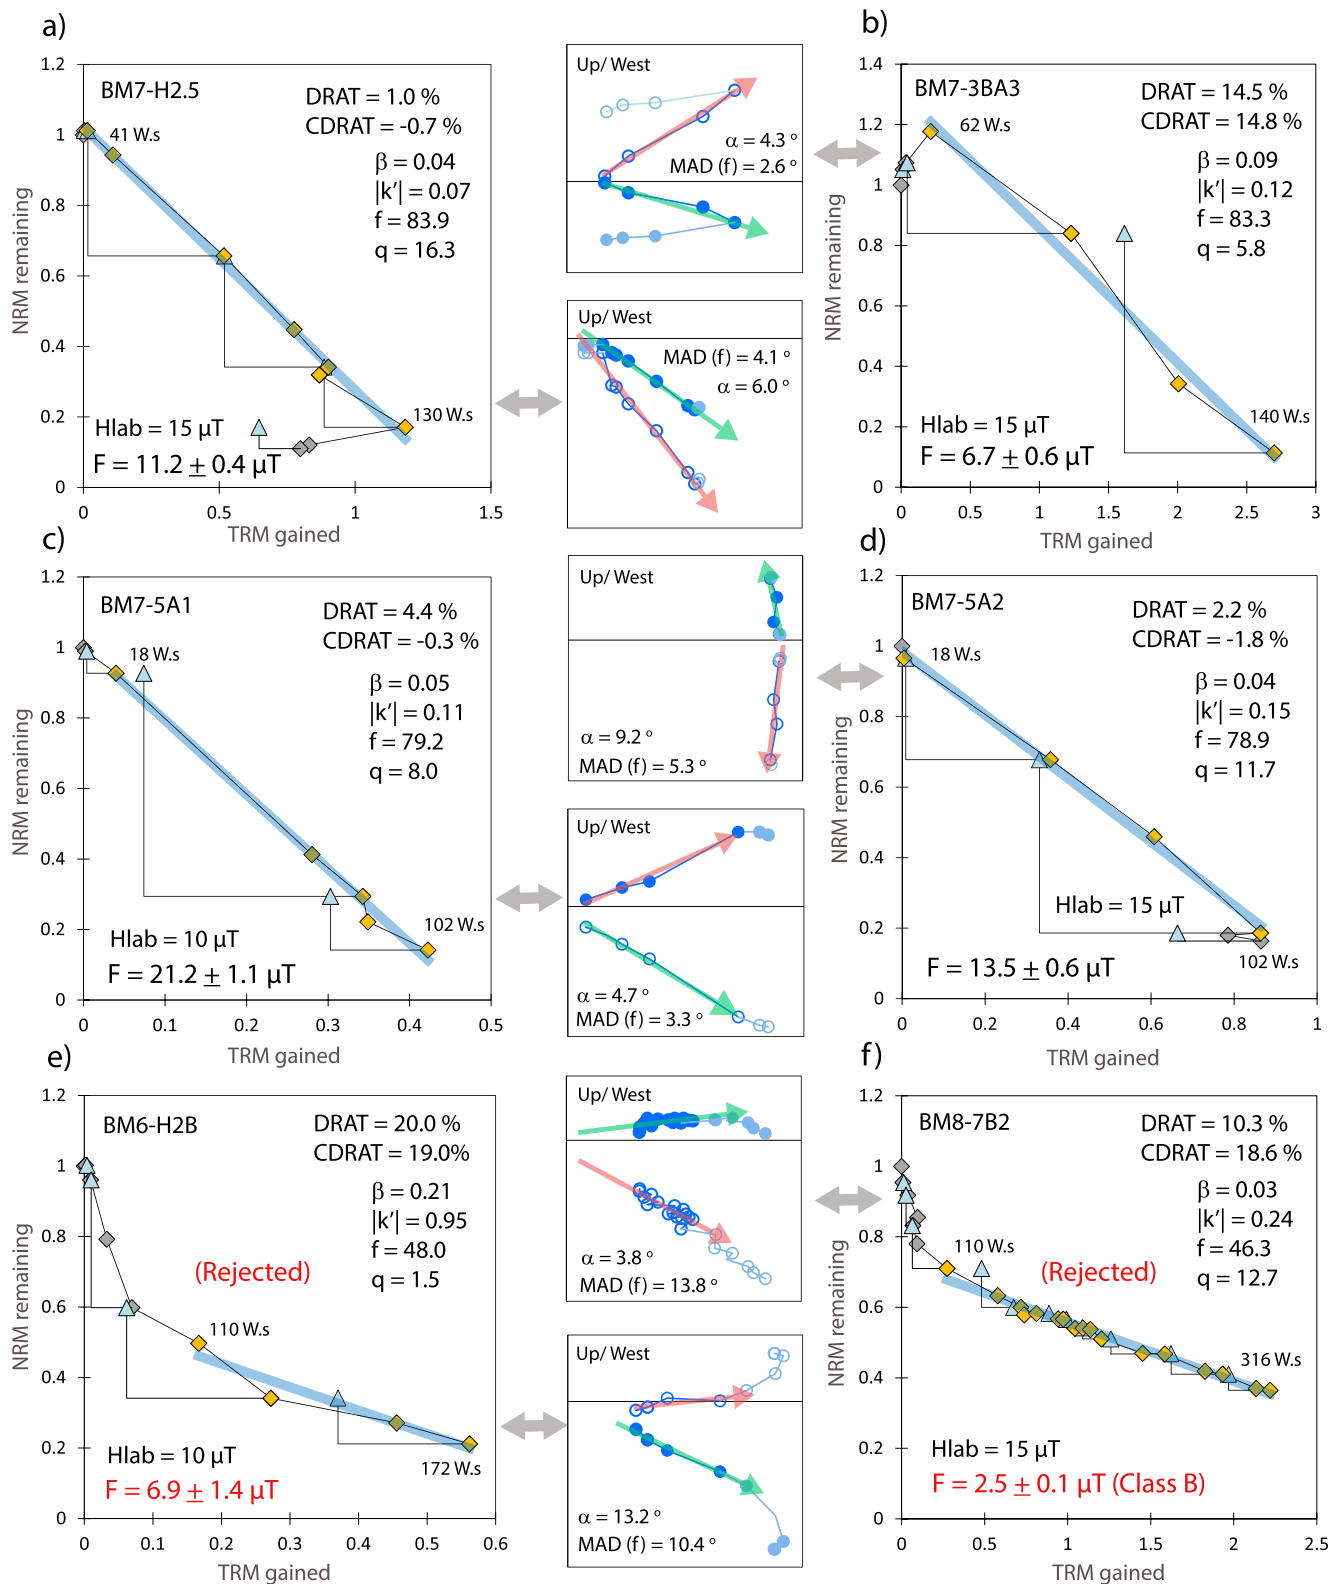 a)
1.2
1
0.8
0.6
0.4
0.2
0
0
0.5
1
1.5
NRM remaining
TRM gained
BM7-H2.5
41 W.s
DRAT = 1.0 %
CDRAT = -0.7 %
β = 0.04
|k'| = 0.07
f = 83.9
q = 16.3
130 W.s
Hlab = 15 µT
F = 11.2 ± 0.4 µT
Up/ West
α = 4.3 °
MAD (f) = 2.6 °
Up/ West
MAD (f) = 4.1 °
α = 6.0 °
b)
1.4
1.2
1
0.8
0.6
0.4
0.2
0
0
0.5
1
1.5
2
2.5
3
NRM remaining
TRM gained
BM7-3BA3
62 W.s
DRAT = 14.5 %
CDRAT = 14.8 %
β = 0.09
|k'| = 0.12
f = 83.3
q = 5.8
140 W.s
Hlab = 15 µT
F = 6.7 ± 0.6 µT
c)
1.2
1
0.8
0.6
0.4
0.2
0
0
0.1
0.2
0.3
0.4
0.5
NRM remaining
TRM gained
BM7-5A1
18 W.s
DRAT = 4.4 %
CDRAT = -0.3 %
β = 0.05
|k'| = 0.11
f = 79.2
q = 8.0
102 W.s
Hlab = 10 µT
F = 21.2 ± 1.1 µT
Up/ West
α = 9.2 °
MAD (f) = 5.3 °
Up/ West
α = 4.7 °
MAD (f) = 3.3 °
d)
1.2
1
0.8
0.6
0.4
0.2
0
0
0.2
0.4
0.6
0.8
1
NRM remaining
TRM gained
BM7-5A2
18 W.s
DRAT = 2.2 %
CDRAT = -1.8 %
β = 0.04
|k'| = 0.15
f = 78.9
q = 11.7
Hlab = 15 µT
102 W.s
F = 13.5 ± 0.6 µT
e)
1.2
1
0.8
0.6
0.4
0.2
0
0
0.1
0.2
0.3
0.4
0.5
0.6
NRM remaining
TRM gained
BM6-H2B
DRAT = 20.0 %
CDRAT = 19.0%
β = 0.21
|k'| = 0.95
f = 48.0
q = 1.5
(Rejected)
110 W.s
172 W.s
Hlab = 10 µT
F = 6.9 ± 1.4 µT
Up/ West
α = 3.8 °
MAD (f) = 13.8 °
Up/ West
α = 13.2 °
MAD (f) = 10.4 °
f)
1.2
1
0.8
0.6
0.4
0.2
0
0
0.5
1
1.5
2
2.5
NRM remaining
TRM gained
BM8-7B2
DRAT = 10.3 %
CDRAT = 18.6 %
β = 0.03
|k'| = 0.24
f = 46.3
q = 12.7
110 W.s
(Rejected)
316 W.s
Hlab = 15 µT
F = 2.5 ± 0.1 µT (Class B)